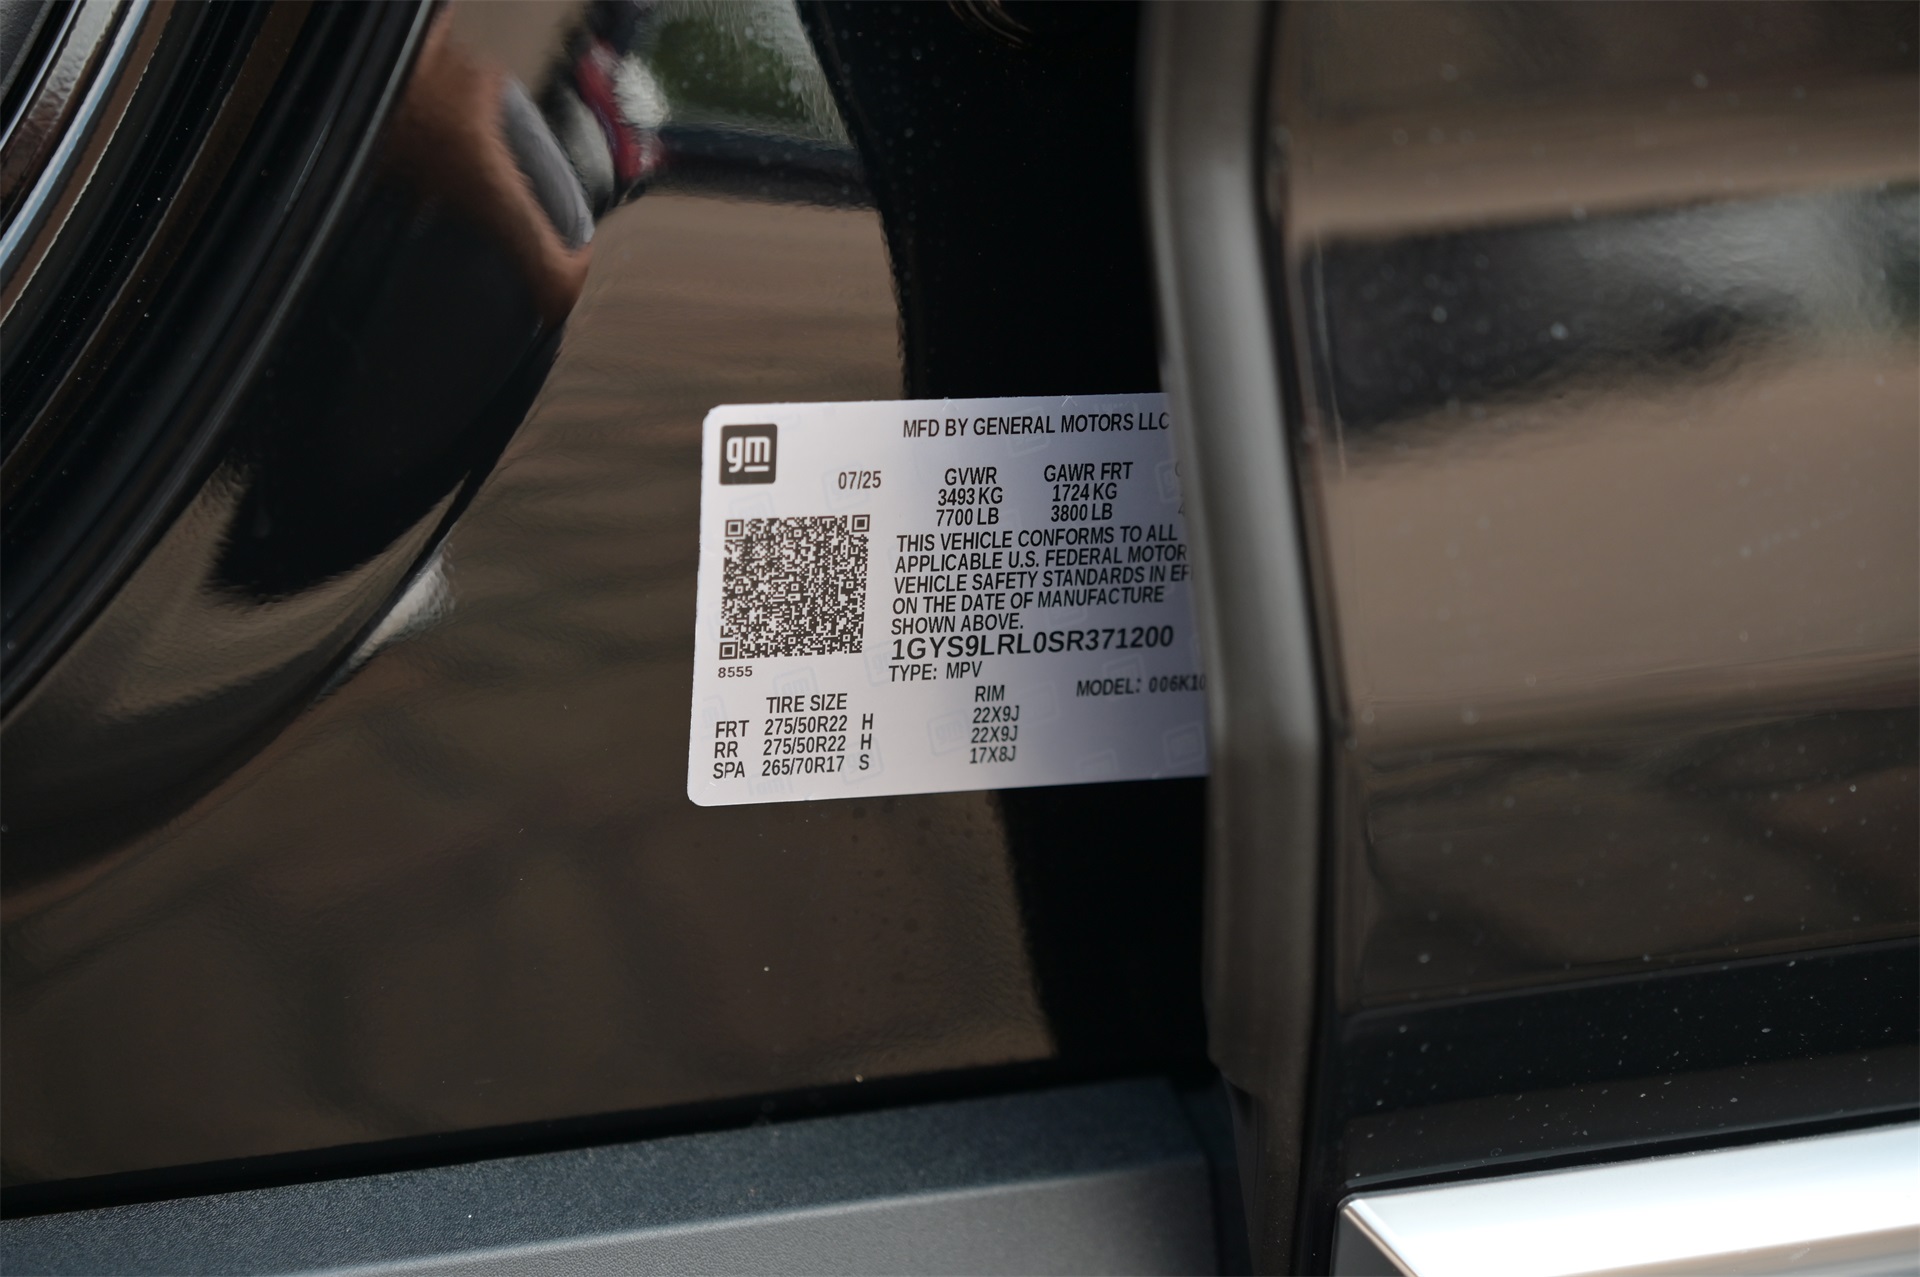 gm
MFD BY GENERAL MOTORS LLC
07/25
GVWR GAWR FRT
3493 KG 1724 KG
7700 LB 3800 LB
THIS VEHICLE CONFORMS TO ALL
APPLICABLE U.S. FEDERAL MOTOR
VEHICLE SAFETY STANDARDS IN
ON THE DATE OF MANUFACTURE
SHOWN ABOVE.
1GYS9LRL0SR371200
8555
TYPE: MPV
MODEL: 006K10
TIRE SIZE RIM
FRT 275/50R22 H 22X9J
RR 275/50R22 H 22X9J
SPA 265/70R17 S 17X8J